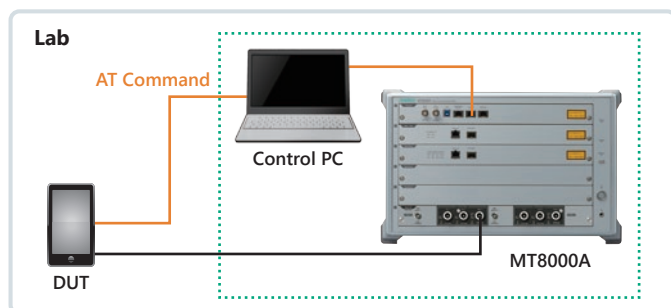 Lab
AT Command
Control PC
MT8000A
DUT